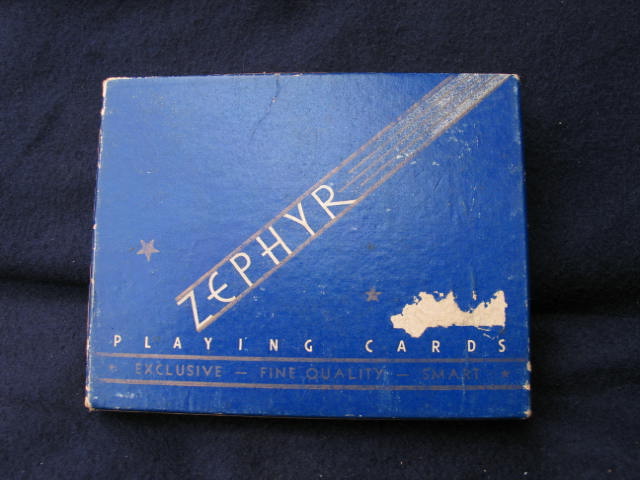 ZEPHYR
PLAYING CARDS
EXCLUSIVE — FINE QUALITY — SMART